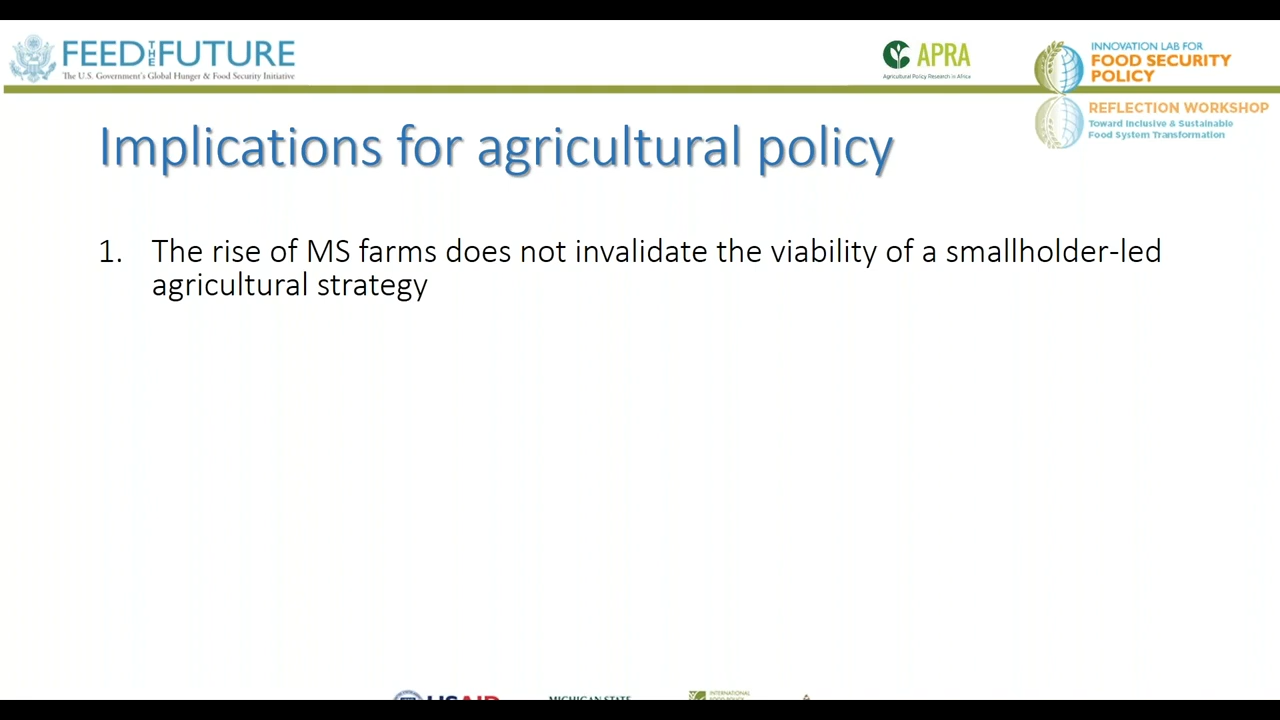 FEED THE FUTURE
The U.S. Government's Global Hunger & Food Security Initiative
APRA
Agricultural Policy Research in Africa
INNOVATION LAB FOR
FOOD SECURITY
POLICY
REFLECTION WORKSHOP
Toward Inclusive & Sustainable
Food System Transformation
Implications for agricultural policy
1. The rise of MS farms does not invalidate the viability of a smallholder-led
agricultural strategy
USAID
MICHIGAN STATE
INTERNATIONAL